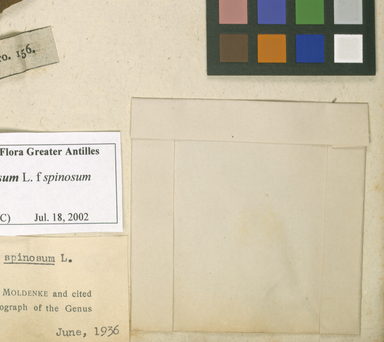 no. 156.
Flora Greater Antilles
sum L. f spinosum
C) Jul. 18, 2002
spinosum L.
MOLDENKE and cited
ograph of the Genus
June, 1936